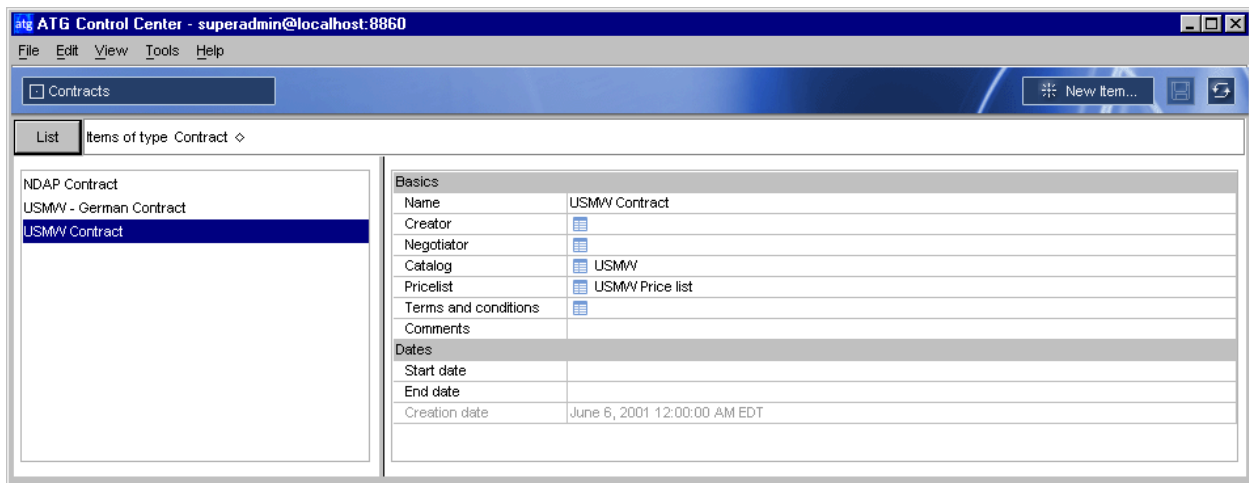 atg ATG Control Center - superadmin@localhost:8860
File Edit View Tools Help
Contracts New Item...
List Items of type Contract
NDAP Contract
USMW - German Contract
USMW Contract
Basics
Name USMW Contract
Creator
Negotiator
Catalog USMW
Pricelist USMW Price list
Terms and conditions
Comments
Dates
Start date
End date
Creation date June 6, 2001 12:00:00 AM EDT